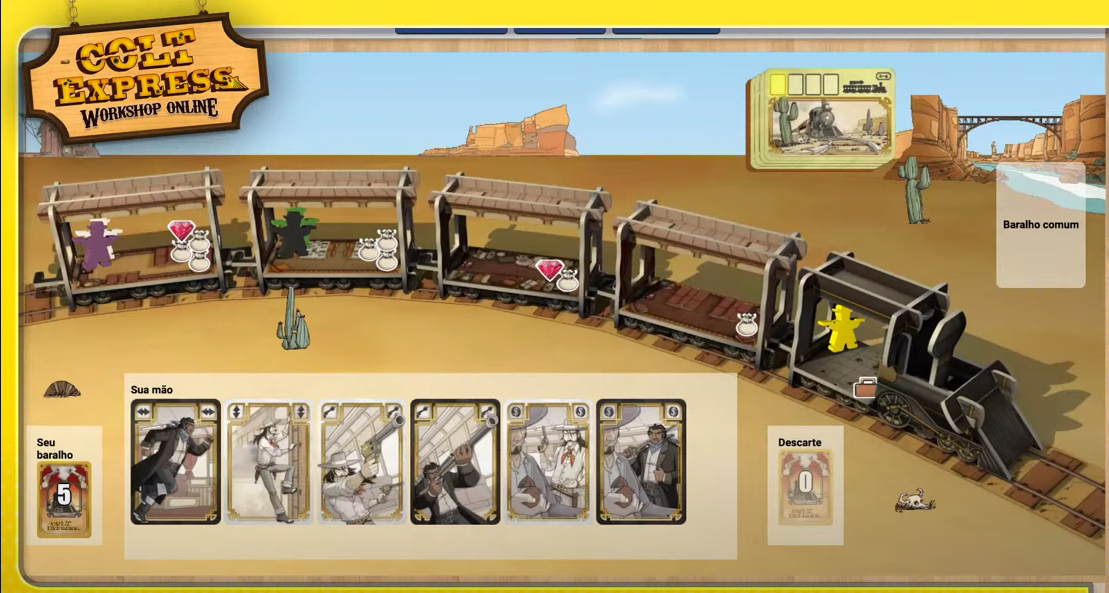 COLT
EXPRESS
WORKSHOP ONLINE
Baralho comum
Sua mão
Seu
baralho
5
Descarte
0